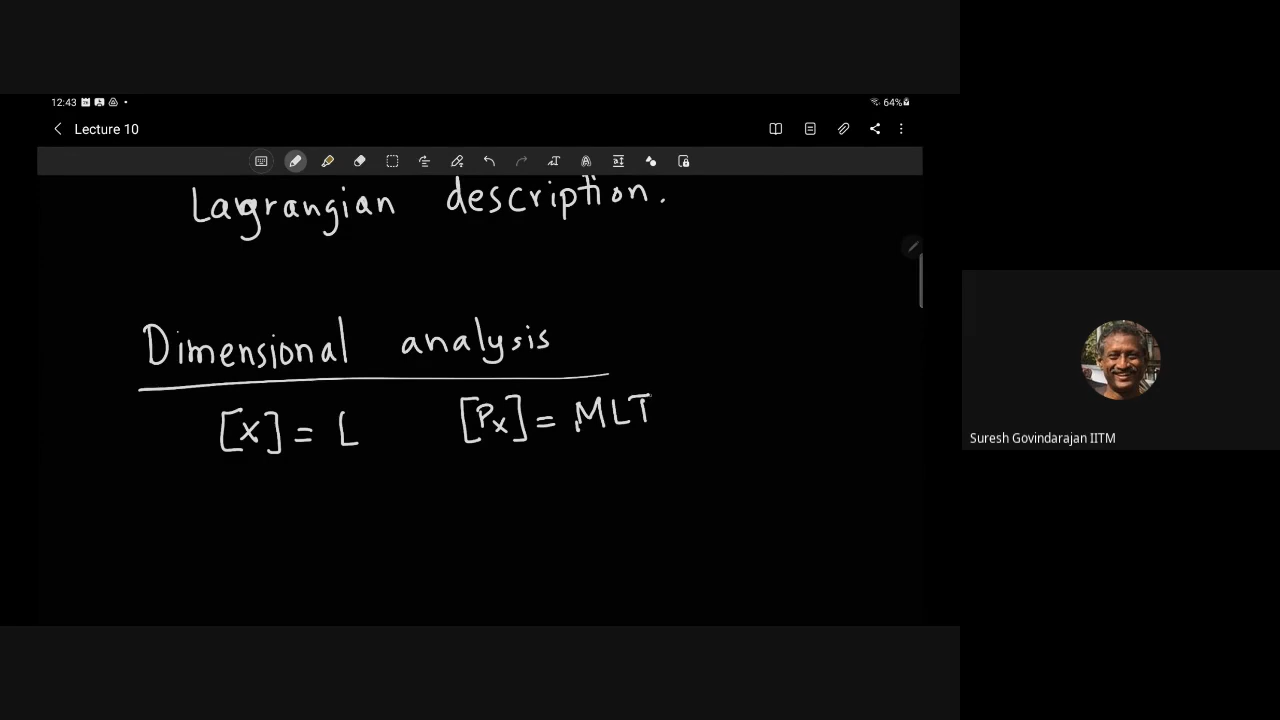 12:43
64%
Lecture 10
Lagrangian description.
Dimensional analysis
[x] = L [Px] = MLT
Suresh Govindarajan IITM